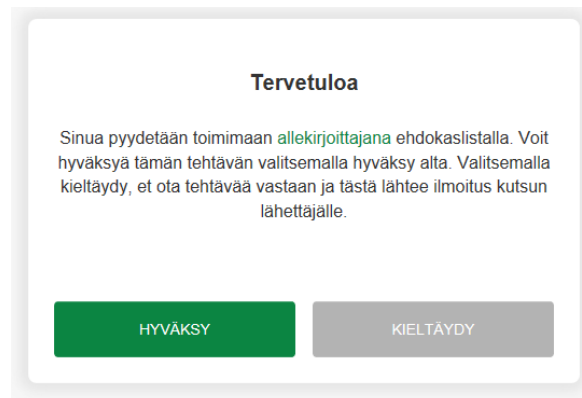 Tervetuloa
Sinua pyydetään toimimaan allekirjoittajana ehdokaslistalla. Voit
hyväksyä tämän tehtävän valitsemalla hyväksy alta. Valitsemalla
kieltäydy, et ota tehtävää vastaan ja tästä lähtee ilmoitus kutsun
lähettäjälle.
HYVÄKSY
KIELTÄYDY